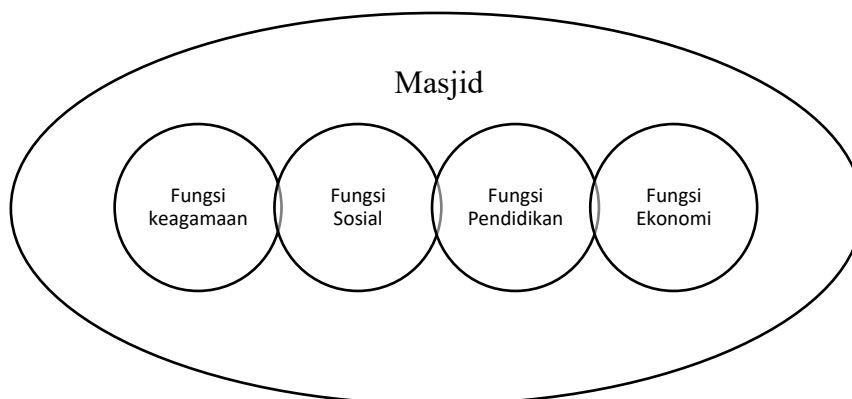 Masjid
Fungsi
keagamaan
Fungsi
Sosial
Fungsi
Pendidikan
Fungsi
Ekonomi